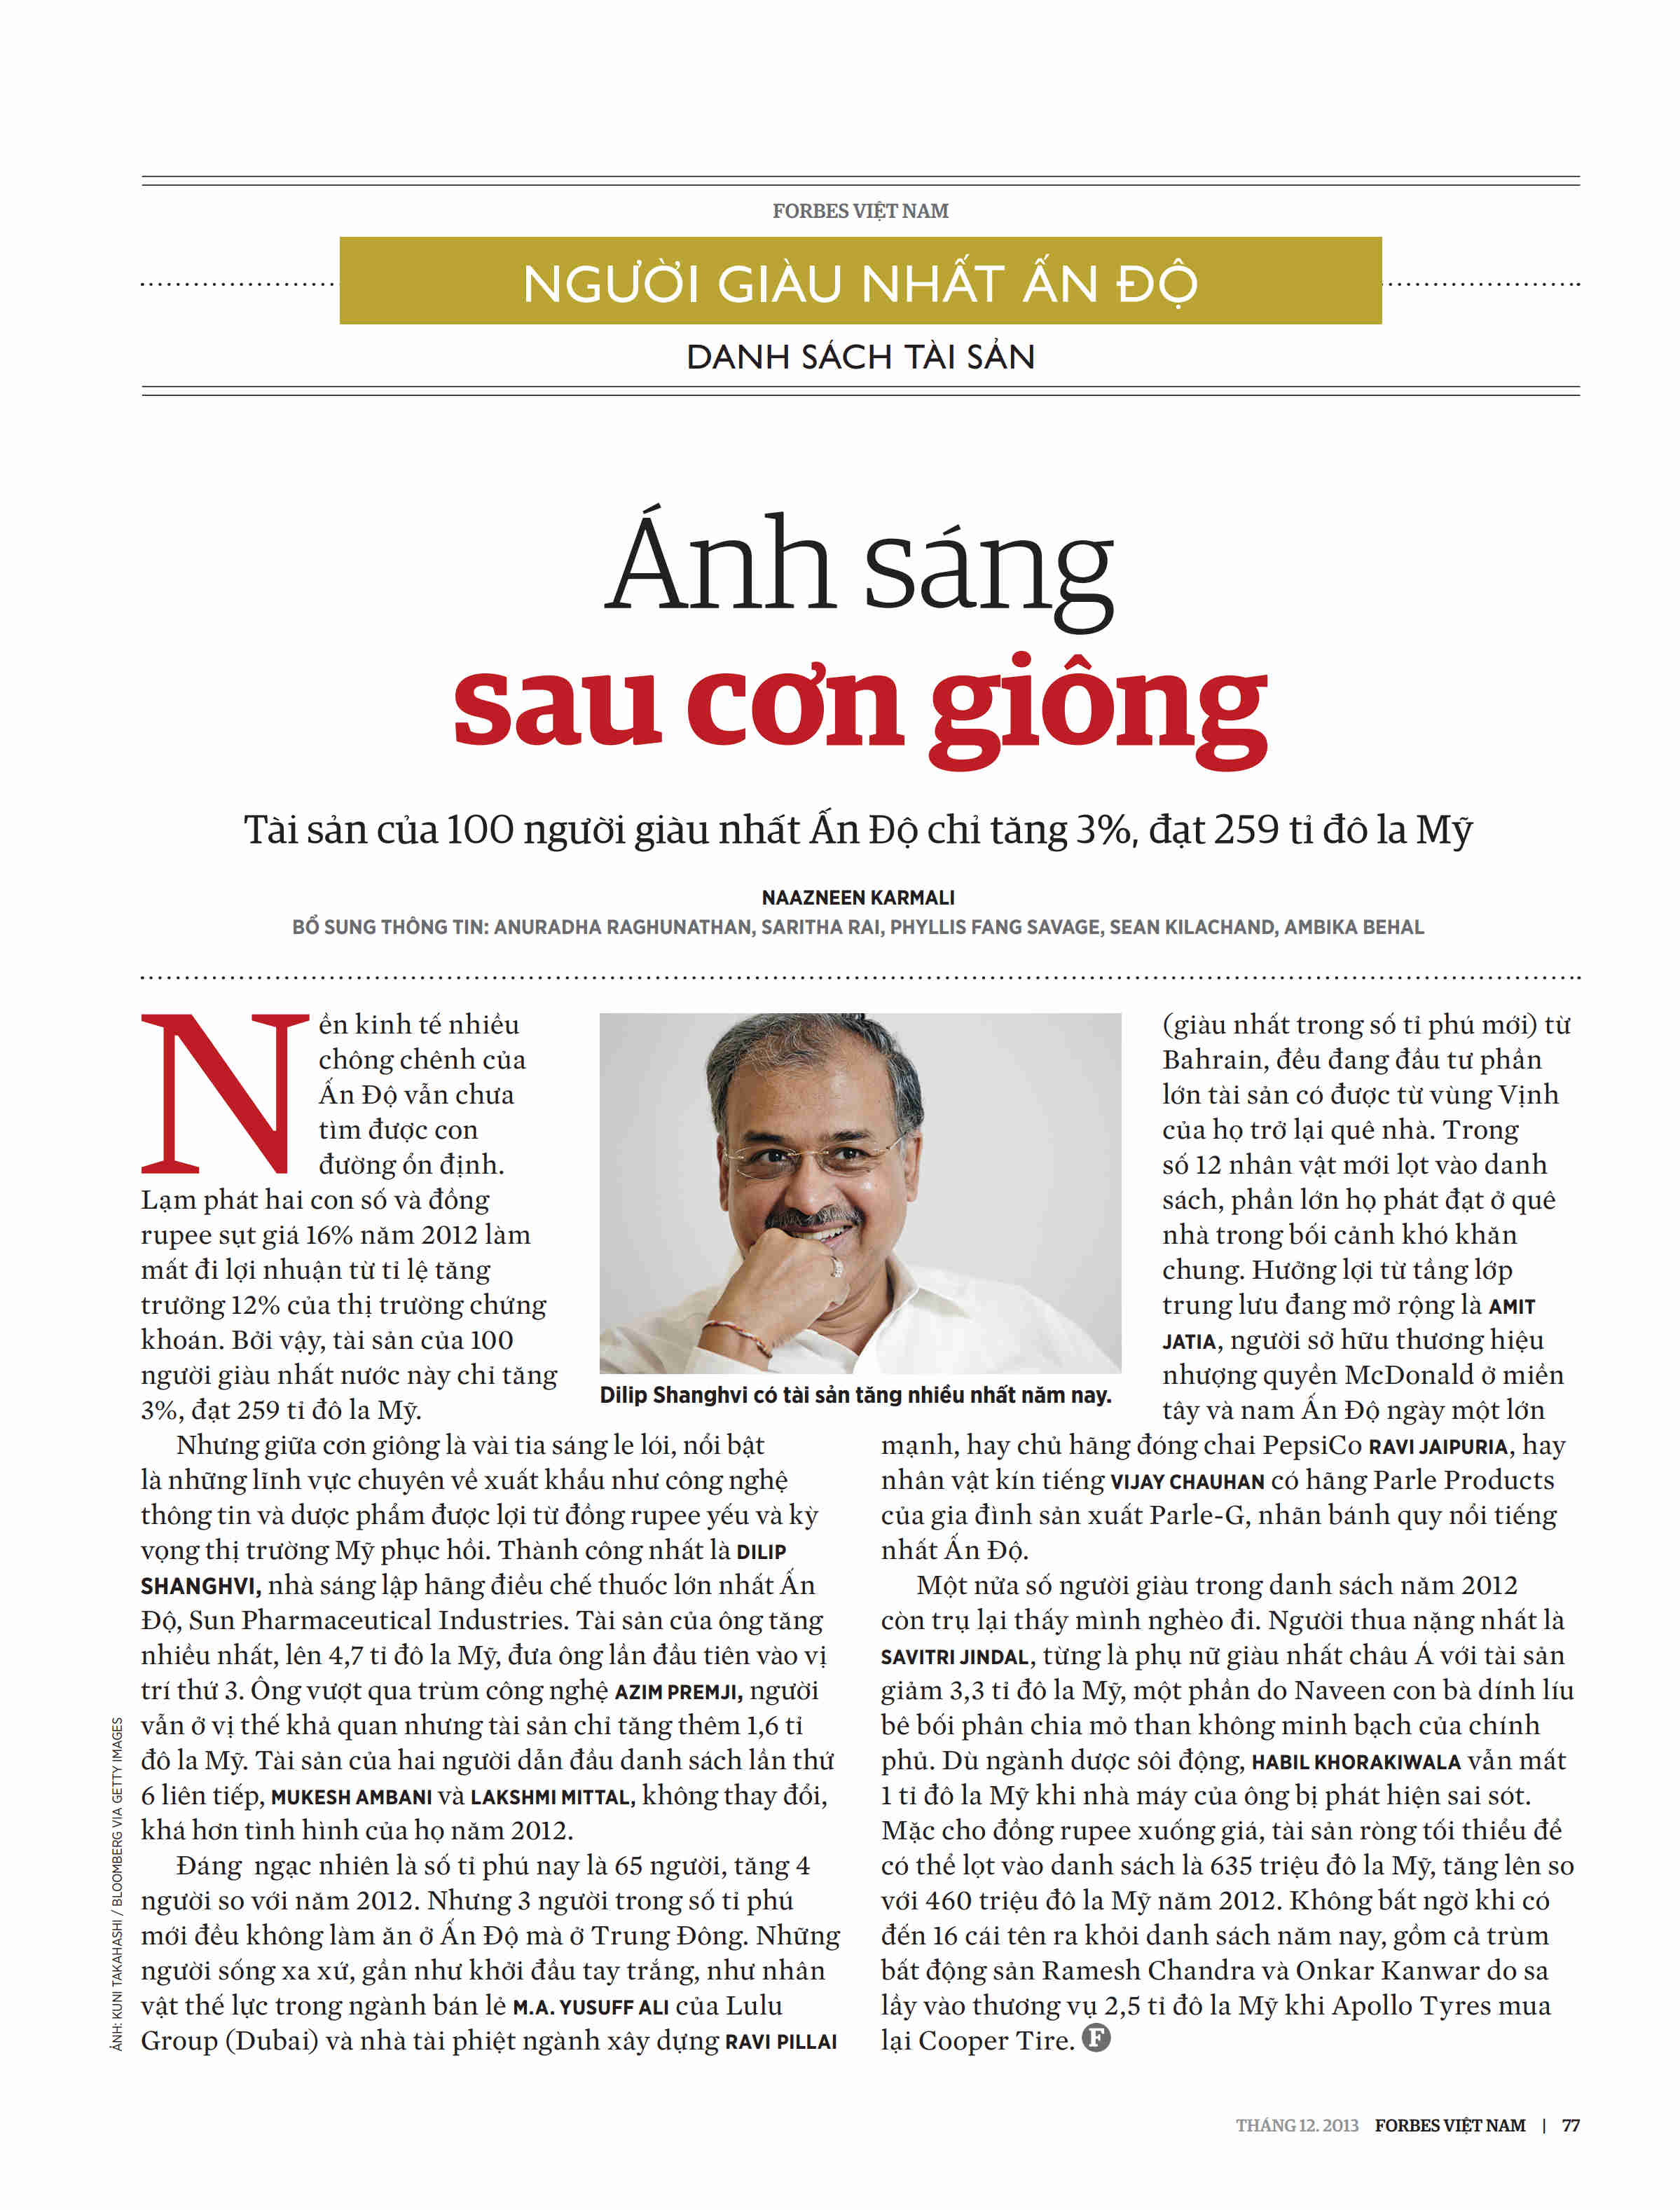 FORBES VIỆT NAM
NGƯỜI GIÀU NHẤT ẤN ĐỘ
DANH SÁCH TÀI SẢN
Ánh sáng
sau cơn giông
Tài sản của 100 người giàu nhất Ấn Độ chỉ tăng 3%, đạt 259 tỉ đô la Mỹ
NAAZNEEN KARMALI
BỔ SUNG THÔNG TIN: ANURADHA RAGHUNATHAN, SARITHA RAI, PHYLLIS FANG SAVAGE, SEAN KILACHAND, AMBIKA BEHAL
Nền kinh tế nhiều
chông chênh của
Ấn Độ vẫn chưa
tìm được con
đường ổn định.
Lạm phát hai con số và đồng
rupee sụt giá 16% năm 2012 làm
mất đi lợi nhuận từ tỉ lệ tăng
trưởng 12% của thị trường chứng
khoán. Bởi vậy, tài sản của 100
người giàu nhất nước này chỉ tăng
3%, đạt 259 tỉ đô la Mỹ.
Nhưng giữa cơn giông là vài tia sáng le lói, nổi bật
là những lĩnh vực chuyên về xuất khẩu như công nghệ
thông tin và dược phẩm được lợi từ đồng rupee yếu và kỳ
vọng thị trường Mỹ phục hồi. Thành công nhất là DILIP
SHANGHVI, nhà sáng lập hãng điều chế thuốc lớn nhất Ấn
Độ, Sun Pharmaceutical Industries. Tài sản của ông tăng
nhiều nhất, lên 4,7 tỉ đô la Mỹ, đưa ông lần đầu tiên vào vị
trí thứ 3. Ông vượt qua trùm công nghệ AZIM PREMJI, người
vẫn ở vị thế khả quan nhưng tài sản chỉ tăng thêm 1,6 tỉ
đô la Mỹ. Tài sản của hai người dẫn đầu danh sách lần thứ
6 liên tiếp, MUKESH AMBANI và LAKSHMI MITTAL, không thay đổi,
khá hơn tình hình của họ năm 2012.
Đáng ngạc nhiên là số tỉ phú nay là 65 người, tăng 4
người so với năm 2012. Nhưng 3 người trong số tỉ phú
mới đều không làm ăn ở Ấn Độ mà ở Trung Đông. Những
người sống xa xứ, gần như khởi đầu tay trắng, như nhân
vật thế lực trong ngành bán lẻ M.A. YUSUFF ALI của Lulu
Group (Dubai) và nhà tài phiệt ngành xây dựng RAVI PILLAI
Dilip Shanghvi có tài sản tăng nhiều nhất năm nay.
(giàu nhất trong số tỉ phú mới) từ
Bahrain, đều đang đầu tư phần
lớn tài sản có được từ vùng Vịnh
của họ trở lại quê nhà. Trong
số 12 nhân vật mới lọt vào danh
sách, phần lớn họ phát đạt ở quê
nhà trong bối cảnh khó khăn
chung. Hưởng lợi từ tầng lớp
trung lưu đang mở rộng là AMIT
JATIA, người sở hữu thương hiệu
nhượng quyền McDonald ở miền
tây và nam Ấn Độ ngày một lớn
mạnh, hay chủ hãng đóng chai PepsiCo RAVI JAIPURIA, hay
nhân vật kín tiếng VIJAY CHAUHAN có hãng Parle Products
của gia đình sản xuất Parle-G, nhãn bánh quy nổi tiếng
nhất Ấn Độ.
Một nửa số người giàu trong danh sách năm 2012
còn trụ lại thấy mình nghèo đi. Người thua nặng nhất là
SAVITRI JINDAL, từng là phụ nữ giàu nhất châu Á với tài sản
giảm 3,3 tỉ đô la Mỹ, một phần do Naveen con bà dính líu
bê bối phân chia mỏ than không minh bạch của chính
phủ. Dù ngành dược sôi động, HABIL KHORAKIWALA vẫn mất
1 tỉ đô la Mỹ khi nhà máy của ông bị phát hiện sai sót.
Mặc cho đồng rupee xuống giá, tài sản ròng tối thiểu để
có thể lọt vào danh sách là 635 triệu đô la Mỹ, tăng lên so
với 460 triệu đô la Mỹ năm 2012. Không bất ngờ khi có
đến 16 cái tên ra khỏi danh sách năm nay, gồm cả trùm
bất động sản Ramesh Chandra và Onkar Kanwar do sa
lầy vào thương vụ 2,5 tỉ đô la Mỹ khi Apollo Tyres mua
lại Cooper Tire. F
ẢNH: KUNI TAKAHASHI / BLOOMBERG VIA GETTY IMAGES
THÁNG 12. 2013 FORBES VIỆT NAM | 77